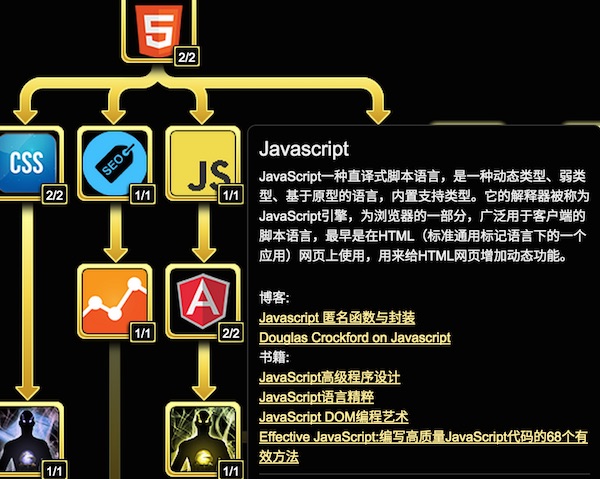 5
2/2
CSS
2/2
SEO
1/1
JS
1/1
1/1
A
2/2
1/1
1/1
Javascript
JavaScript一种直译式脚本语言，是一种动态类型、弱类
型、基于原型的语言，内置支持类型。它的解释器被称为
JavaScript引擎，为浏览器的一部分，广泛用于客户端的
脚本语言，最早是在HTML（标准通用标记语言下的一个
应用）网页上使用，用来给HTML网页增加动态功能。
博客:
Javascript 匿名函数与封装
Douglas Crockford on Javascript
书籍:
JavaScript高级程序设计
JavaScript语言精粹
JavaScript DOM编程艺术
Effective JavaScript:编写高质量JavaScript代码的68个有
效方法